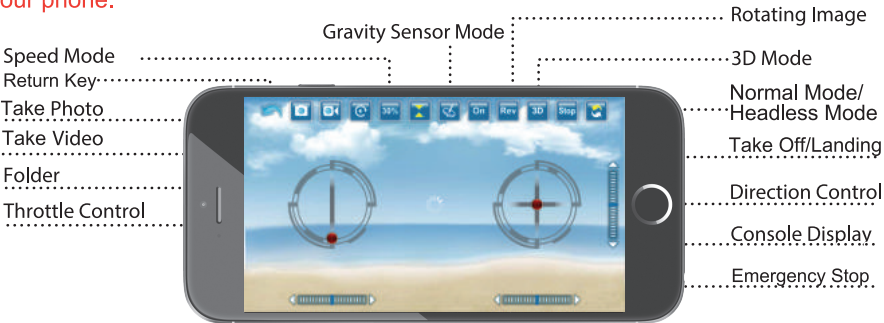 our phone.
Rotating Image
Gravity Sensor Mode
Speed Mode
3D Mode
Return Key
Normal Mode/
Headless Mode
Take Photo
Take Video
Take Off/Landing
Folder
Direction Control
Throttle Control
Console Display
Emergency Stop
30% On Rev 3D Stop